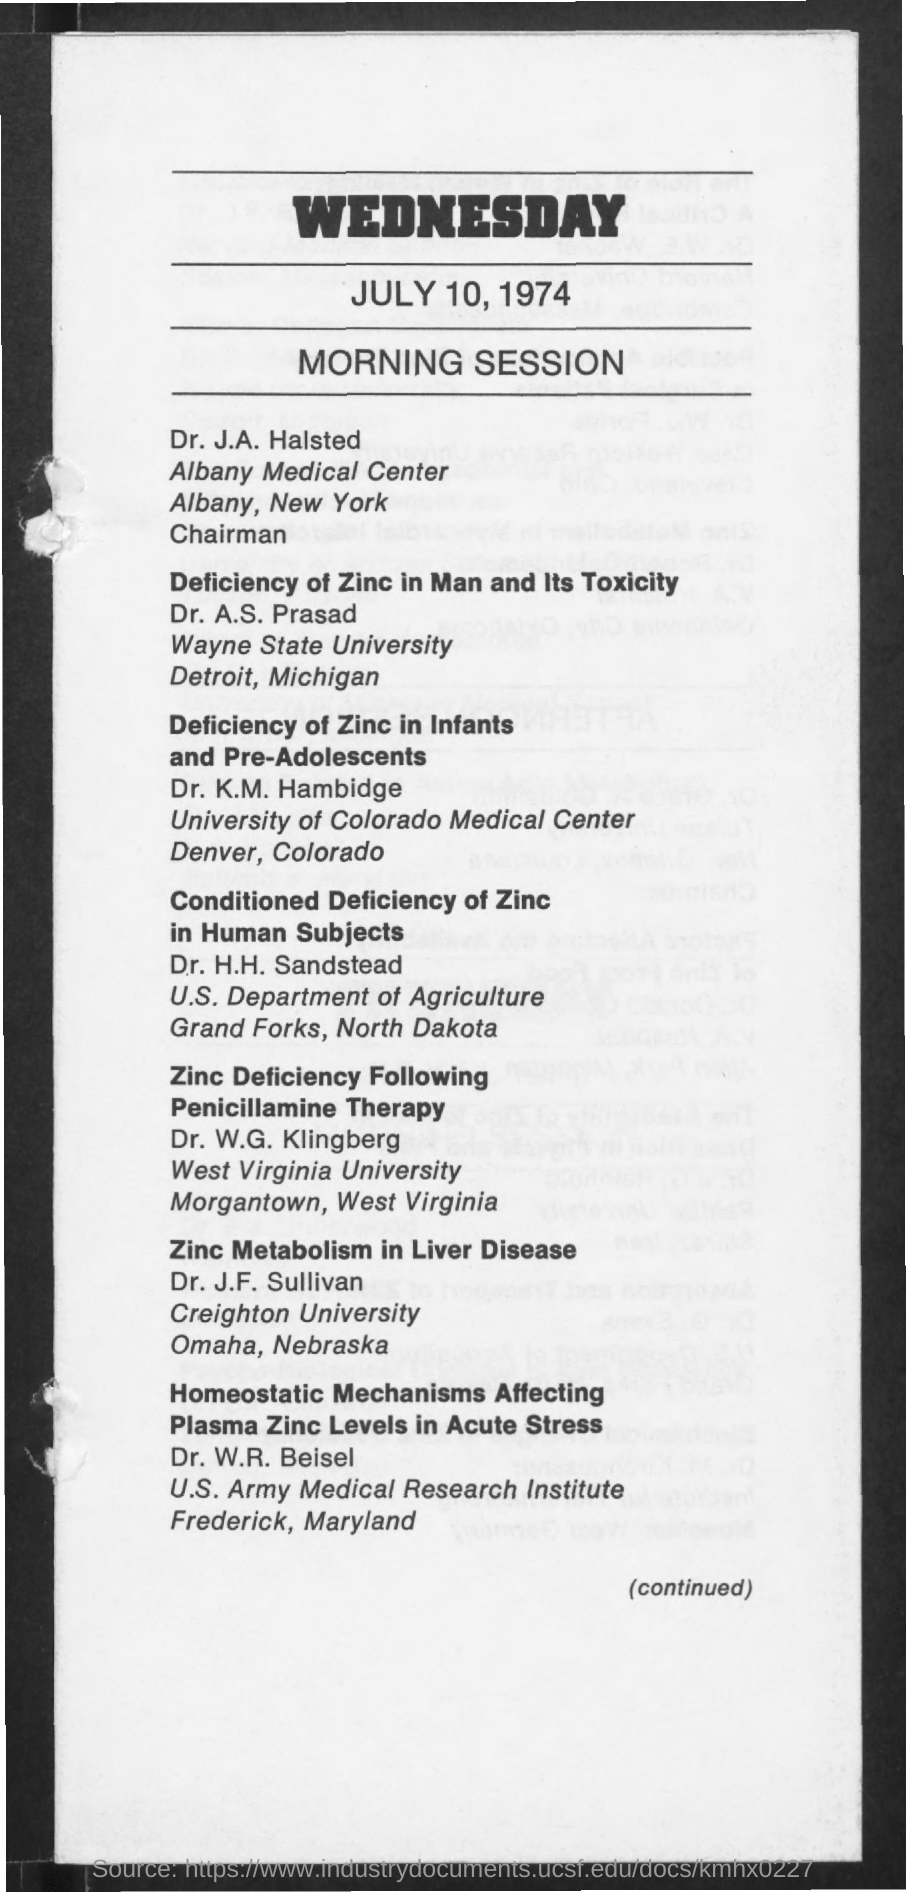 WEDNESDAY
JULY 10, 1974
MORNING SESSION
Dr. J.A. Halsted
Albany Medical Center
Albany, New York
Chairman
Deficiency of Zinc in Man and Its Toxicity
Dr. A.S. Prasad
Wayne State University
Detroit, Michigan
Deficiency of Zinc in Infants
and Pre-Adolescents
Dr. K.M. Hambidge
University of Colorado Medical Center
Denver, Colorado
Conditioned Deficiency of Zinc
in Human Subjects
Dr. H.H. Sandstead
U.S. Department of Agriculture
Grand Forks, North Dakota
Zinc Deficiency Following
Penicillamine Therapy
Dr. W.G. Klingberg
West Virginia University
Morgantown, West Virginia
Zinc Metabolism in Liver Disease
Dr. J.F. Sullivan
Creighton University
Omaha, Nebraska
Homeostatic Mechanisms Affecting
Plasma Zinc Levels in Acute Stress
Dr. W.R. Beisel
U.S. Army Medical Research Institute
Frederick, Maryland
(continued)
Source: https://www.industrydocuments.ucsf.edu/docs/kmhx0227